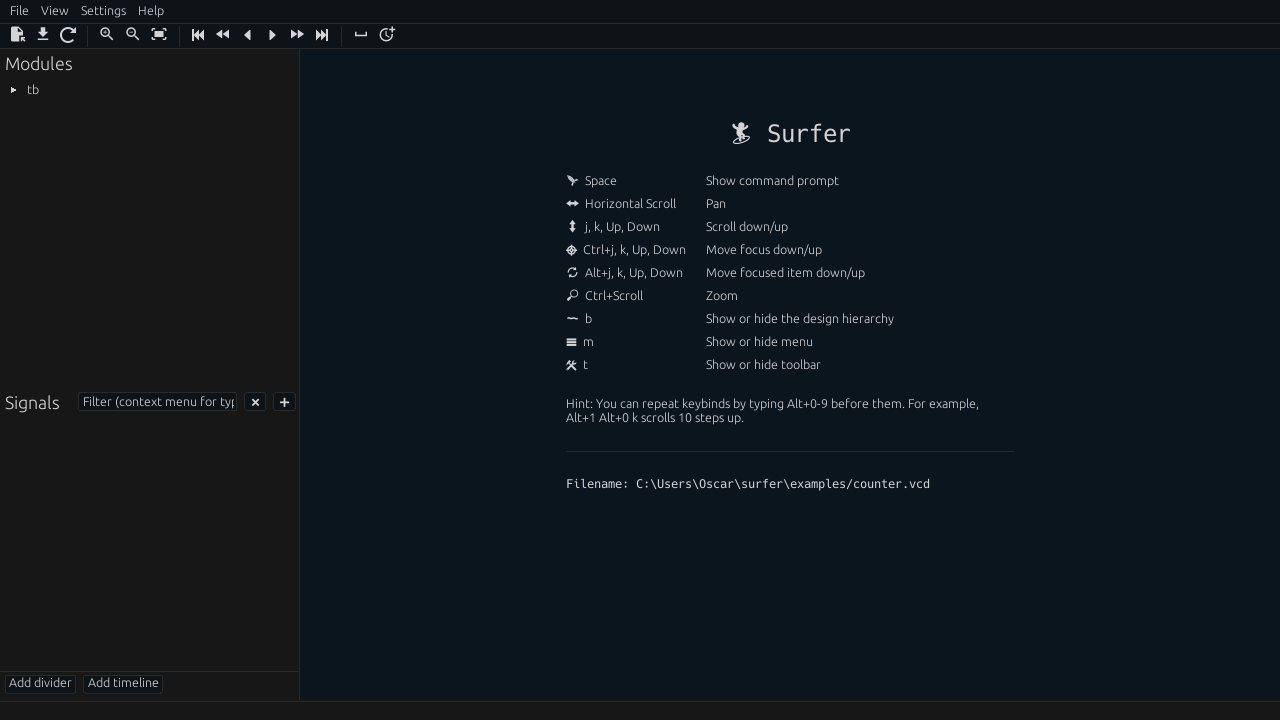 File View Settings Help
Modules
tb
Surfer
Space Show command prompt
Horizontal Scroll Pan
j, k, Up, Down Scroll down/up
Ctrl+j, k, Up, Down Move focus down/up
Alt+j, k, Up, Down Move focused item down/up
Ctrl+Scroll Zoom
b Show or hide the design hierarchy
m Show or hide menu
t Show or hide toolbar
Signals Filter (context menu for typ
Hint: You can repeat keybinds by typing Alt+0-9 before them. For example,
Alt+1 Alt+0 k scrolls 10 steps up.
Filename: C:\Users\Oscar\surfer\examples/counter.vcd
Add divider Add timeline